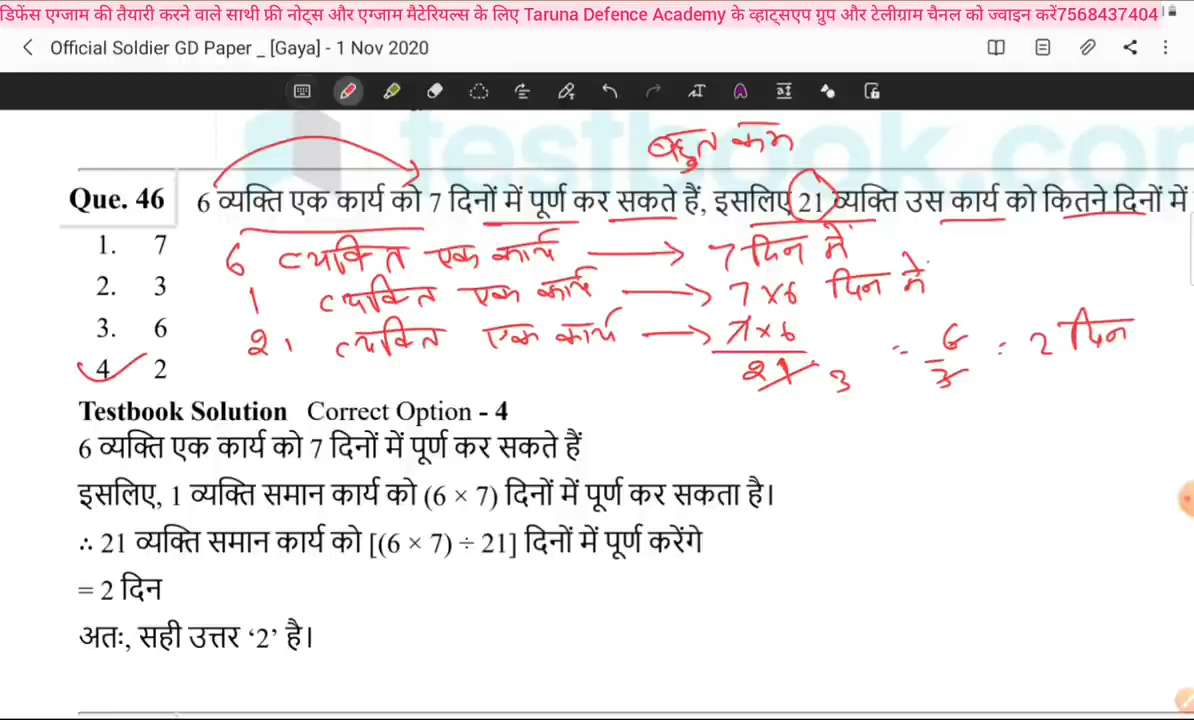 डिफेंस एग्जाम की तैयारी करने वाले साथी फ्री नोट्स और एग्जाम मैटेरियल्स के लिए Taruna Defence Academy के व्हाट्सएप ग्रुप और टेलीग्राम चैनल को ज्वाइन करें7568437404
Official Soldier GD Paper _ [Gaya] - 1 Nov 2020
testbook.com
बहुत कम
Que. 46 6 व्यक्ति एक कार्य को 7 दिनों में पूर्ण कर सकते हैं, इसलिए 21 व्यक्ति उस कार्य को कितने दिनों में
1. 7
6 व्यक्ति एक कार्य → 7 दिन में
2. 3
1 व्यक्ति एक कार्य → 7×6 दिन में
3. 6
21 व्यक्ति एक कार्य → 7×6/21 3 = 6/3 = 2 दिन
4 2
Testbook Solution Correct Option - 4
6 व्यक्ति एक कार्य को 7 दिनों में पूर्ण कर सकते हैं
इसलिए, 1 व्यक्ति समान कार्य को (6 × 7) दिनों में पूर्ण कर सकता है।
∴ 21 व्यक्ति समान कार्य को [(6 × 7) ÷ 21] दिनों में पूर्ण करेंगे
= 2 दिन
अतः, सही उत्तर ‘2’ है।